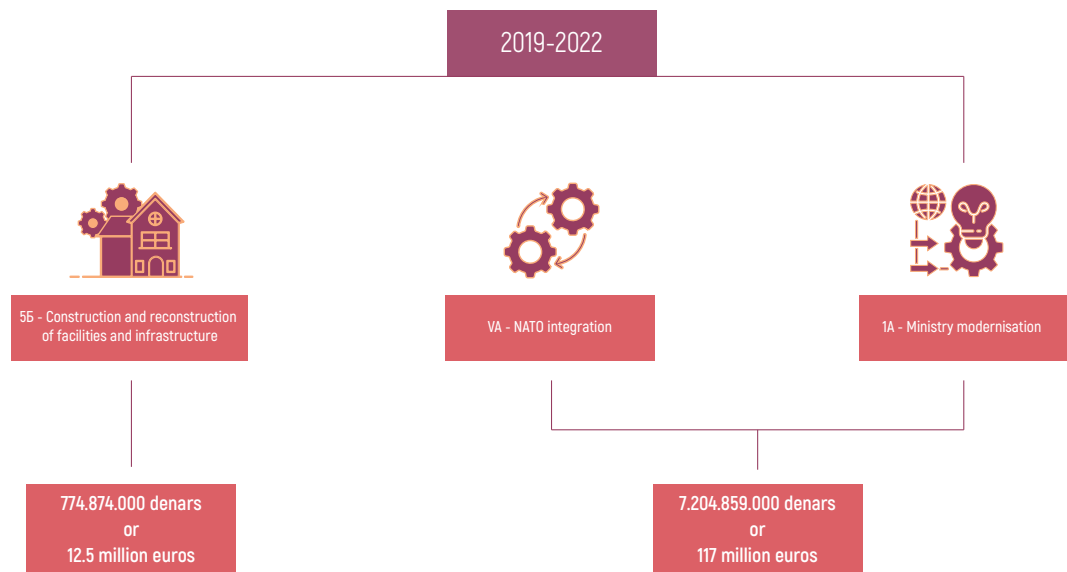 2019-2022
5Б - Construction and reconstruction
of facilities and infrastructure
VA - NATO integration
1A - Ministry modernisation
774.874.000 denars
or
12.5 million euros
7.204.859.000 denars
or
117 million euros